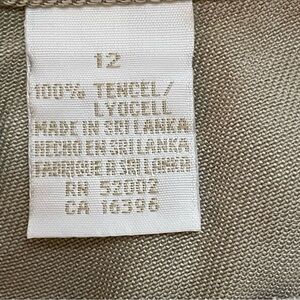 12
100% TENCEL/
LYOCELL
MADE IN SRI LANKA
HECHO EN SRI LANKA
FABRIQUE A SRI LANKA
RN 52002
CA 16396